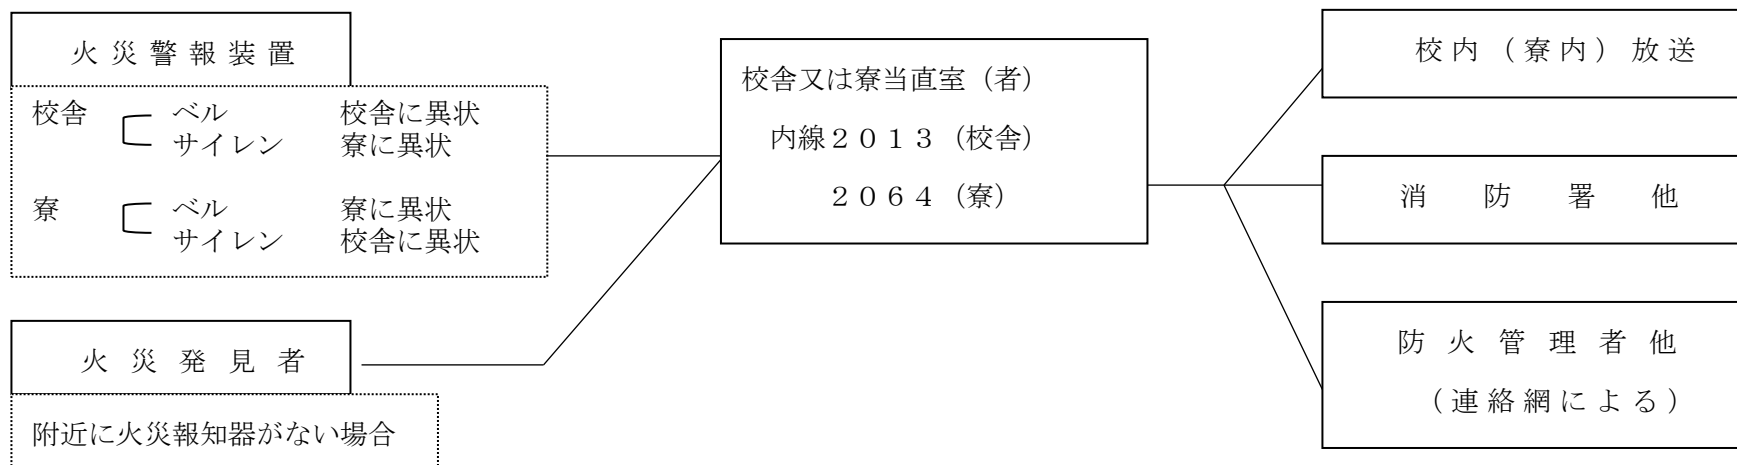 火災警報装置
校舎 ベル 校舎に異状
サイレン 寮に異状
寮 ベル 寮に異状
サイレン 校舎に異状
火災発見者
附近に火災報知器がない場合
校舎又は寮当直室（者）
内線２０１３（校舎）
２０６４（寮）
校内（寮内）放送
消防署他
防火管理者他
（連絡網による）